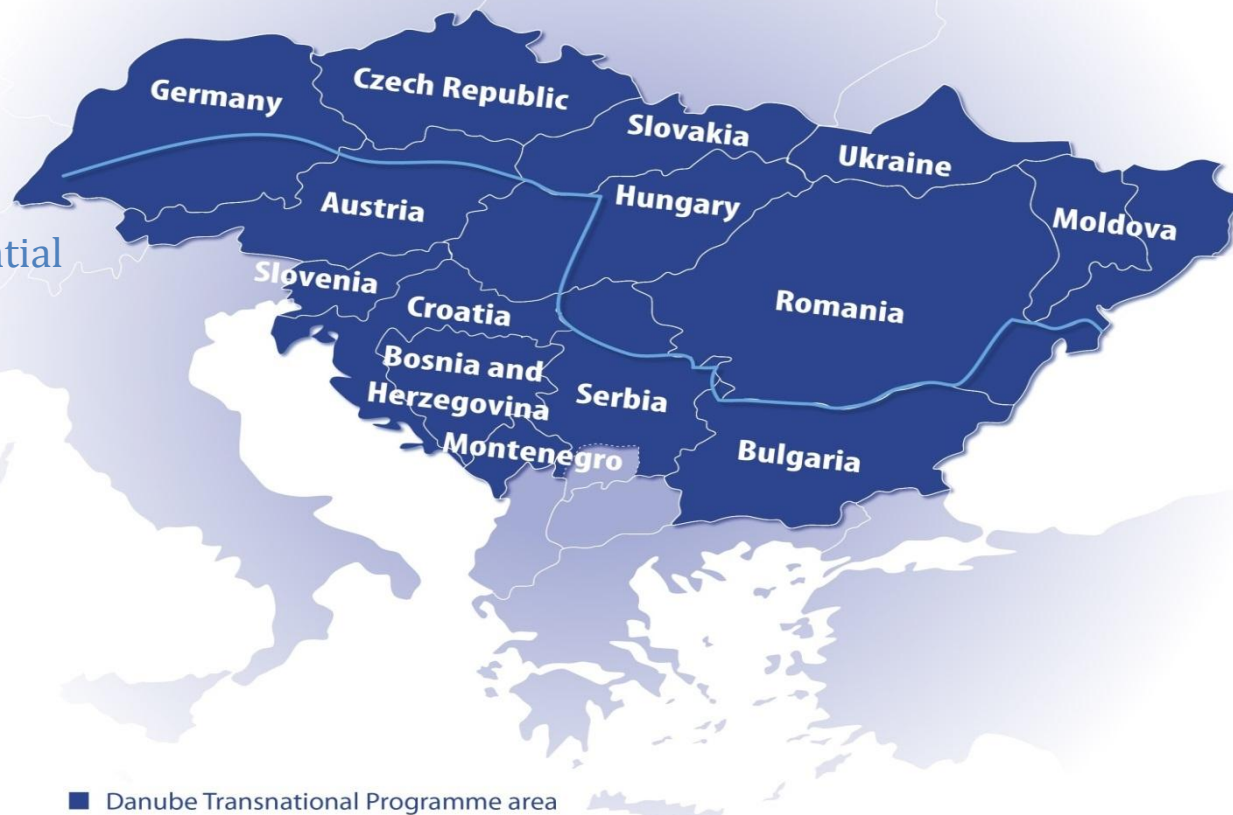 Germany
Czech Republic
Slovakia
Ukraine
Austria
Hungary
Moldova
ntial
Slovenia
Croatia
Romania
Bosnia and
Herzegovina
Serbia
Montenegro
Bulgaria
Danube Transnational Programme area